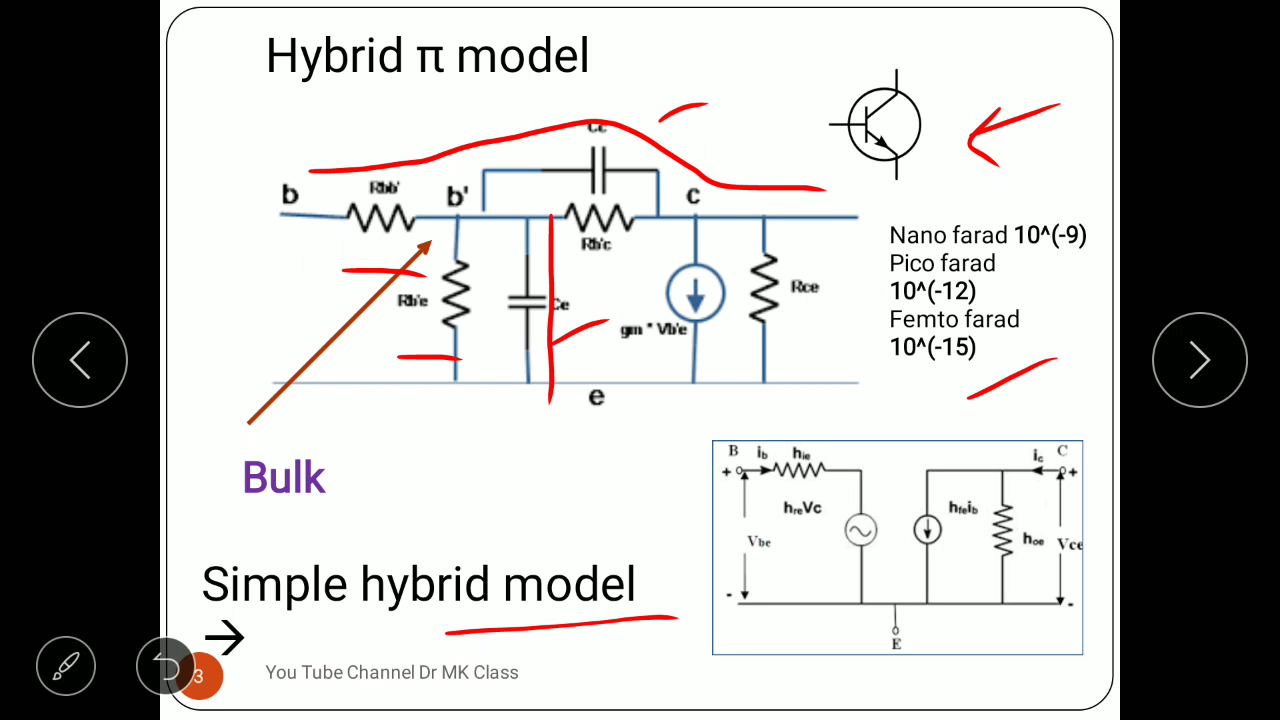 Hybrid π model
Cc
b
Rbb'
b'
c
Rb'c
Rb'e
Ce
gm * Vb'e
Rce
e
Nano farad 10^(-9)
Pico farad
10^(-12)
Femto farad
10^(-15)
Bulk
B ib hie ic C
+ +
hreVc hfeib
Vbe hoe Vce
- -
E
Simple hybrid model
→
3
You Tube Channel Dr MK Class